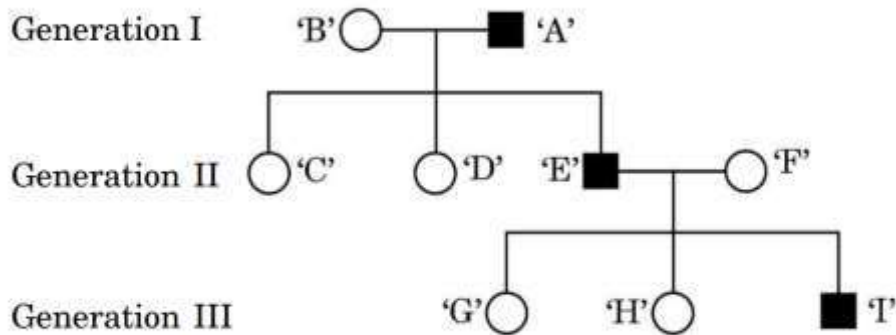 Generation I ‘B’ ‘A’
Generation II ‘C’ ‘D’ ‘E’ ‘F’
Generation III ‘G’ ‘H’ ‘I’